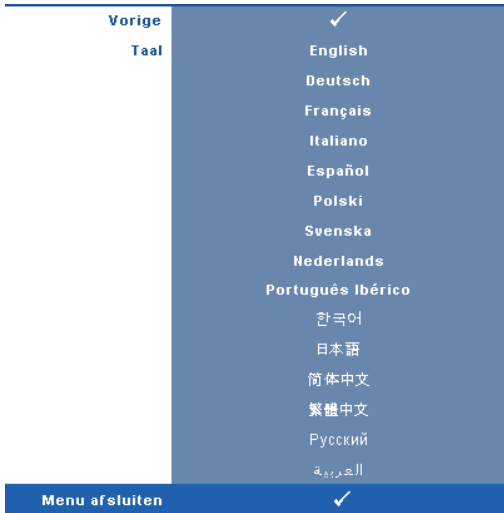 Vorige ✓
Taal English
Deutsch
Français
Italiano
Español
Polski
Svenska
Nederlands
Português Ibérico
한국어
日本語
简体中文
繁體中文
Русский
العربية
Menu afsluiten ✓